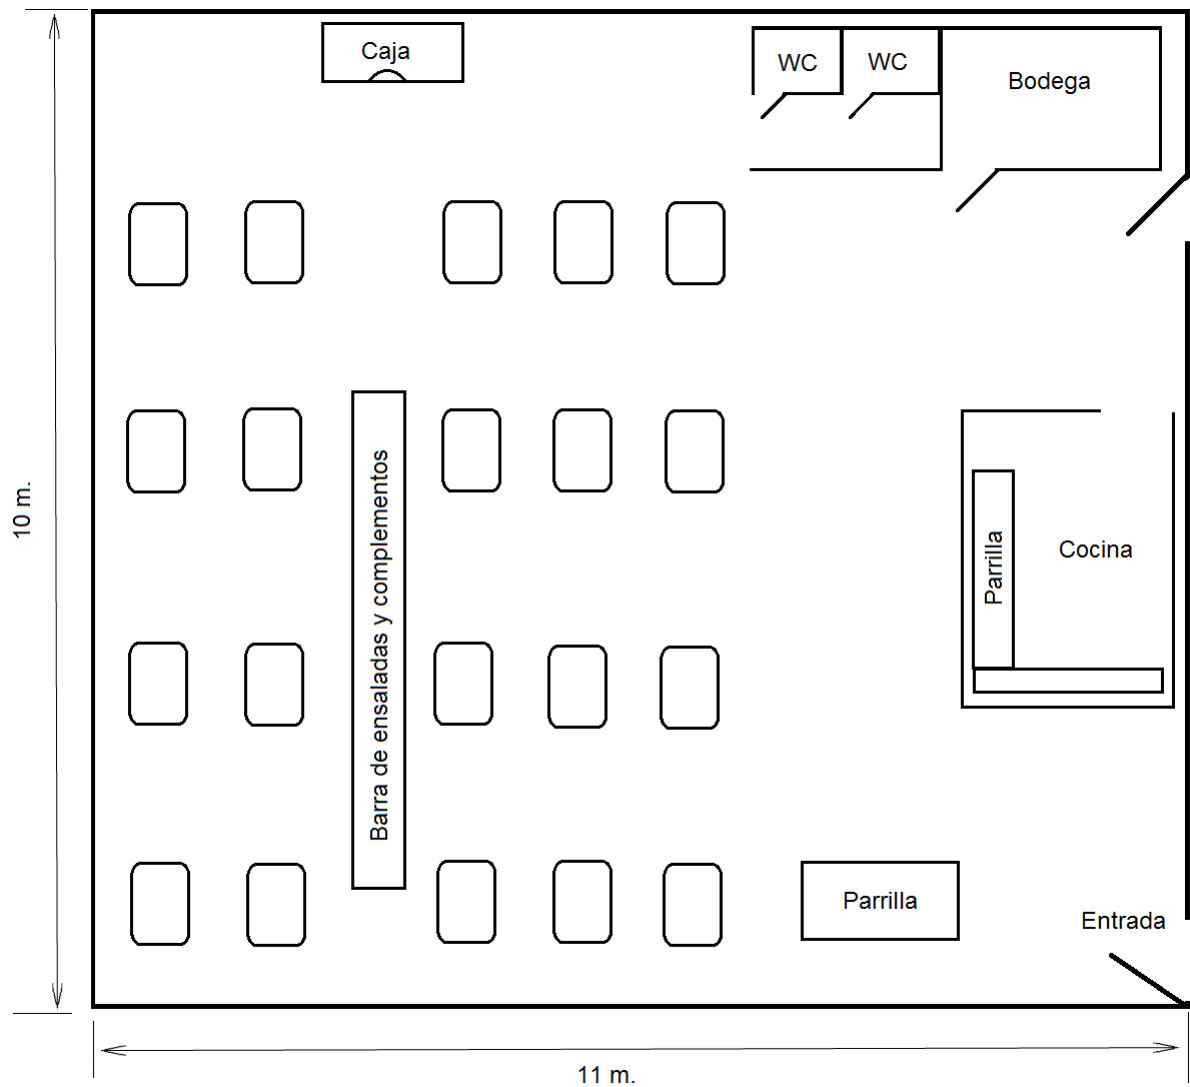 Caja
WC
WC
Bodega
10 m.
Barra de ensaladas y complementos
Parrilla
Cocina
Parrilla
Entrada
11 m.